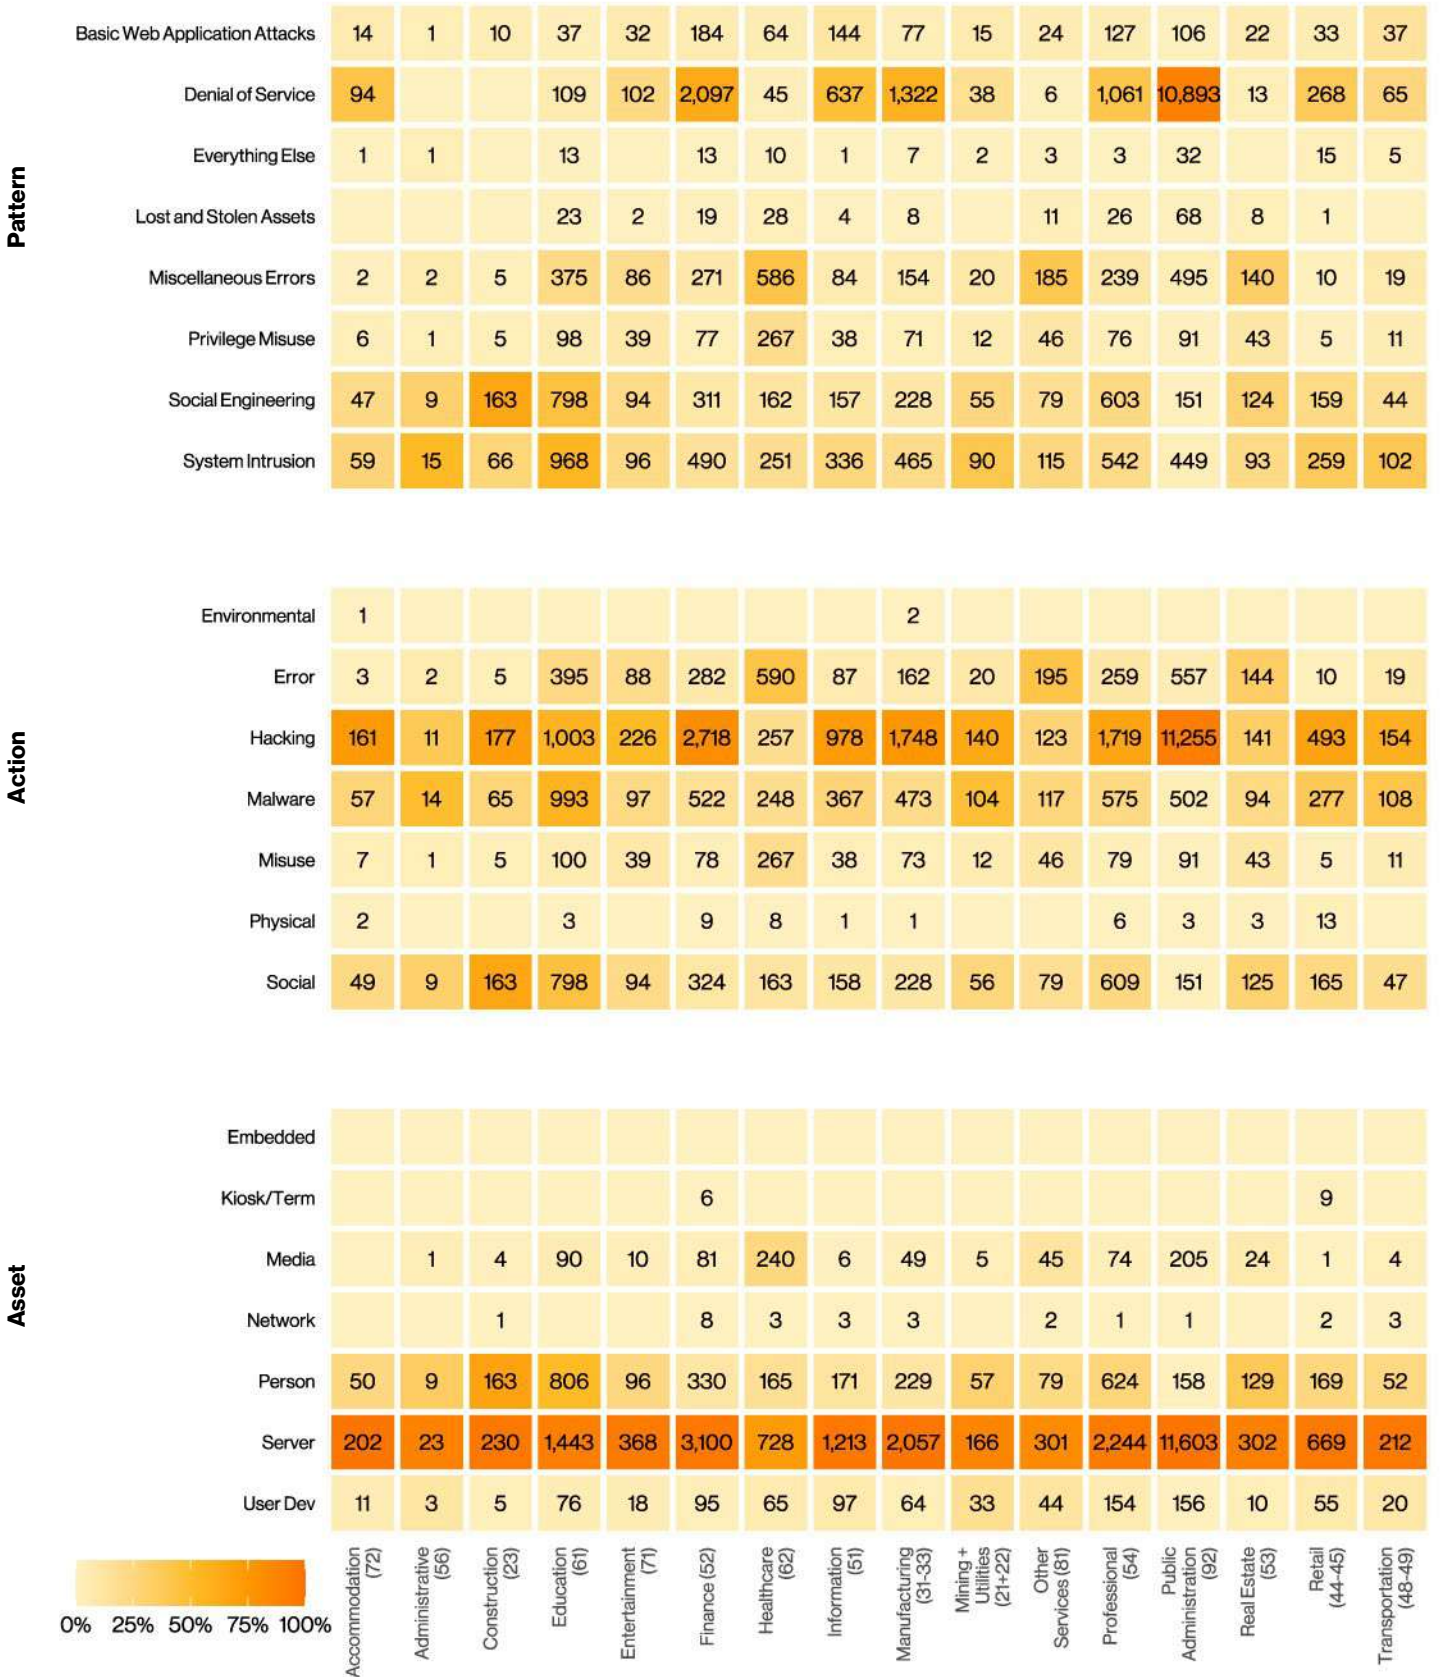 Pattern
Basic Web Application Attacks 14 1 10 37 32 184 64 144 77 15 24 127 106 22 33 37
Denial of Service 94 109 102 2,097 45 637 1,322 38 6 1,061 10,893 13 268 65
Everything Else 1 1 13 13 10 1 7 2 3 3 32 15 5
Lost and Stolen Assets 23 2 19 28 4 8 11 26 68 8 1
Miscellaneous Errors 2 2 5 375 86 271 586 84 154 20 185 239 495 140 10 19
Privilege Misuse 6 1 5 98 39 77 267 38 71 12 46 76 91 43 5 11
Social Engineering 47 9 163 798 94 311 162 157 228 55 79 603 151 124 159 44
System Intrusion 59 15 66 968 96 490 251 336 465 90 115 542 449 93 259 102
Action
Environmental 1 2
Error 3 2 5 395 88 282 590 87 162 20 195 259 557 144 10 19
Hacking 161 11 177 1,003 226 2,718 257 978 1,748 140 123 1,719 11,255 141 493 154
Malware 57 14 65 993 97 522 248 367 473 104 117 575 502 94 277 108
Misuse 7 1 5 100 39 78 267 38 73 12 46 79 91 43 5 11
Physical 2 3 9 8 1 1 6 3 3 13
Social 49 9 163 798 94 324 163 158 228 56 79 609 151 125 165 47
Asset
Embedded
Kiosk/Term 6 9
Media 1 4 90 10 81 240 6 49 5 45 74 205 24 1 4
Network 1 8 3 3 3 2 1 1 2 3
Person 50 9 163 806 96 330 165 171 229 57 79 624 158 129 169 52
Server 202 23 230 1,443 368 3,100 728 1,213 2,057 166 301 2,244 11,603 302 669 212
User Dev 11 3 5 76 18 95 65 97 64 33 44 154 156 10 55 20
0% 25% 50% 75% 100%
Accommodation
(72)
Administrative
(56)
Construction
(23)
Education
(61)
Entertainment
(71)
Finance (52)
Healthcare
(62)
Information
(51)
Manufacturing
(31-33)
Mining +
Utilities
(21+22)
Other
Services (81)
Professional
(54)
Public
Administration
(92)
Real Estate
(53)
Retail
(44-45)
Transportation
(48-49)